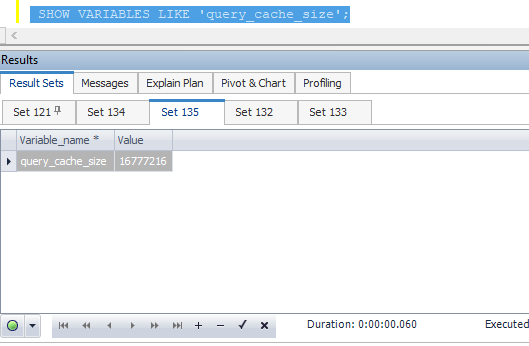 SHOW VARIABLES LIKE 'query_cache_size';
Results
Result Sets Messages Explain Plan Pivot & Chart Profiling
Set 121 Set 134 Set 135 Set 132 Set 133
Variable_name * Value
query_cache_size 16777216
Duration: 0:00:00.060 Executed